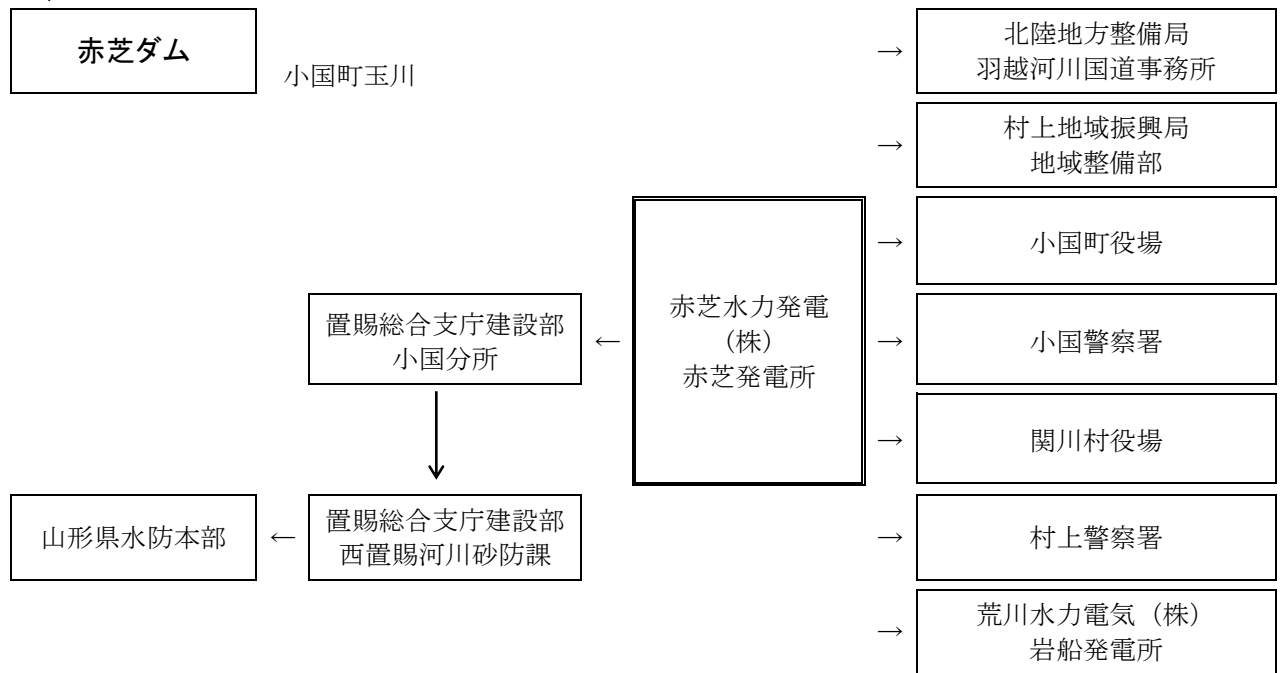 赤芝ダム
小国町玉川
→
北陸地方整備局
羽越河川国道事務所
→
村上地域振興局
地域整備部
→
小国町役場
置賜総合支庁建設部
小国分所
←
赤芝水力発電
(株)
赤芝発電所
→
小国警察署
→
関川村役場
山形県水防本部
←
置賜総合支庁建設部
西置賜河川砂防課
→
村上警察署
→
荒川水力電気(株)
岩船発電所